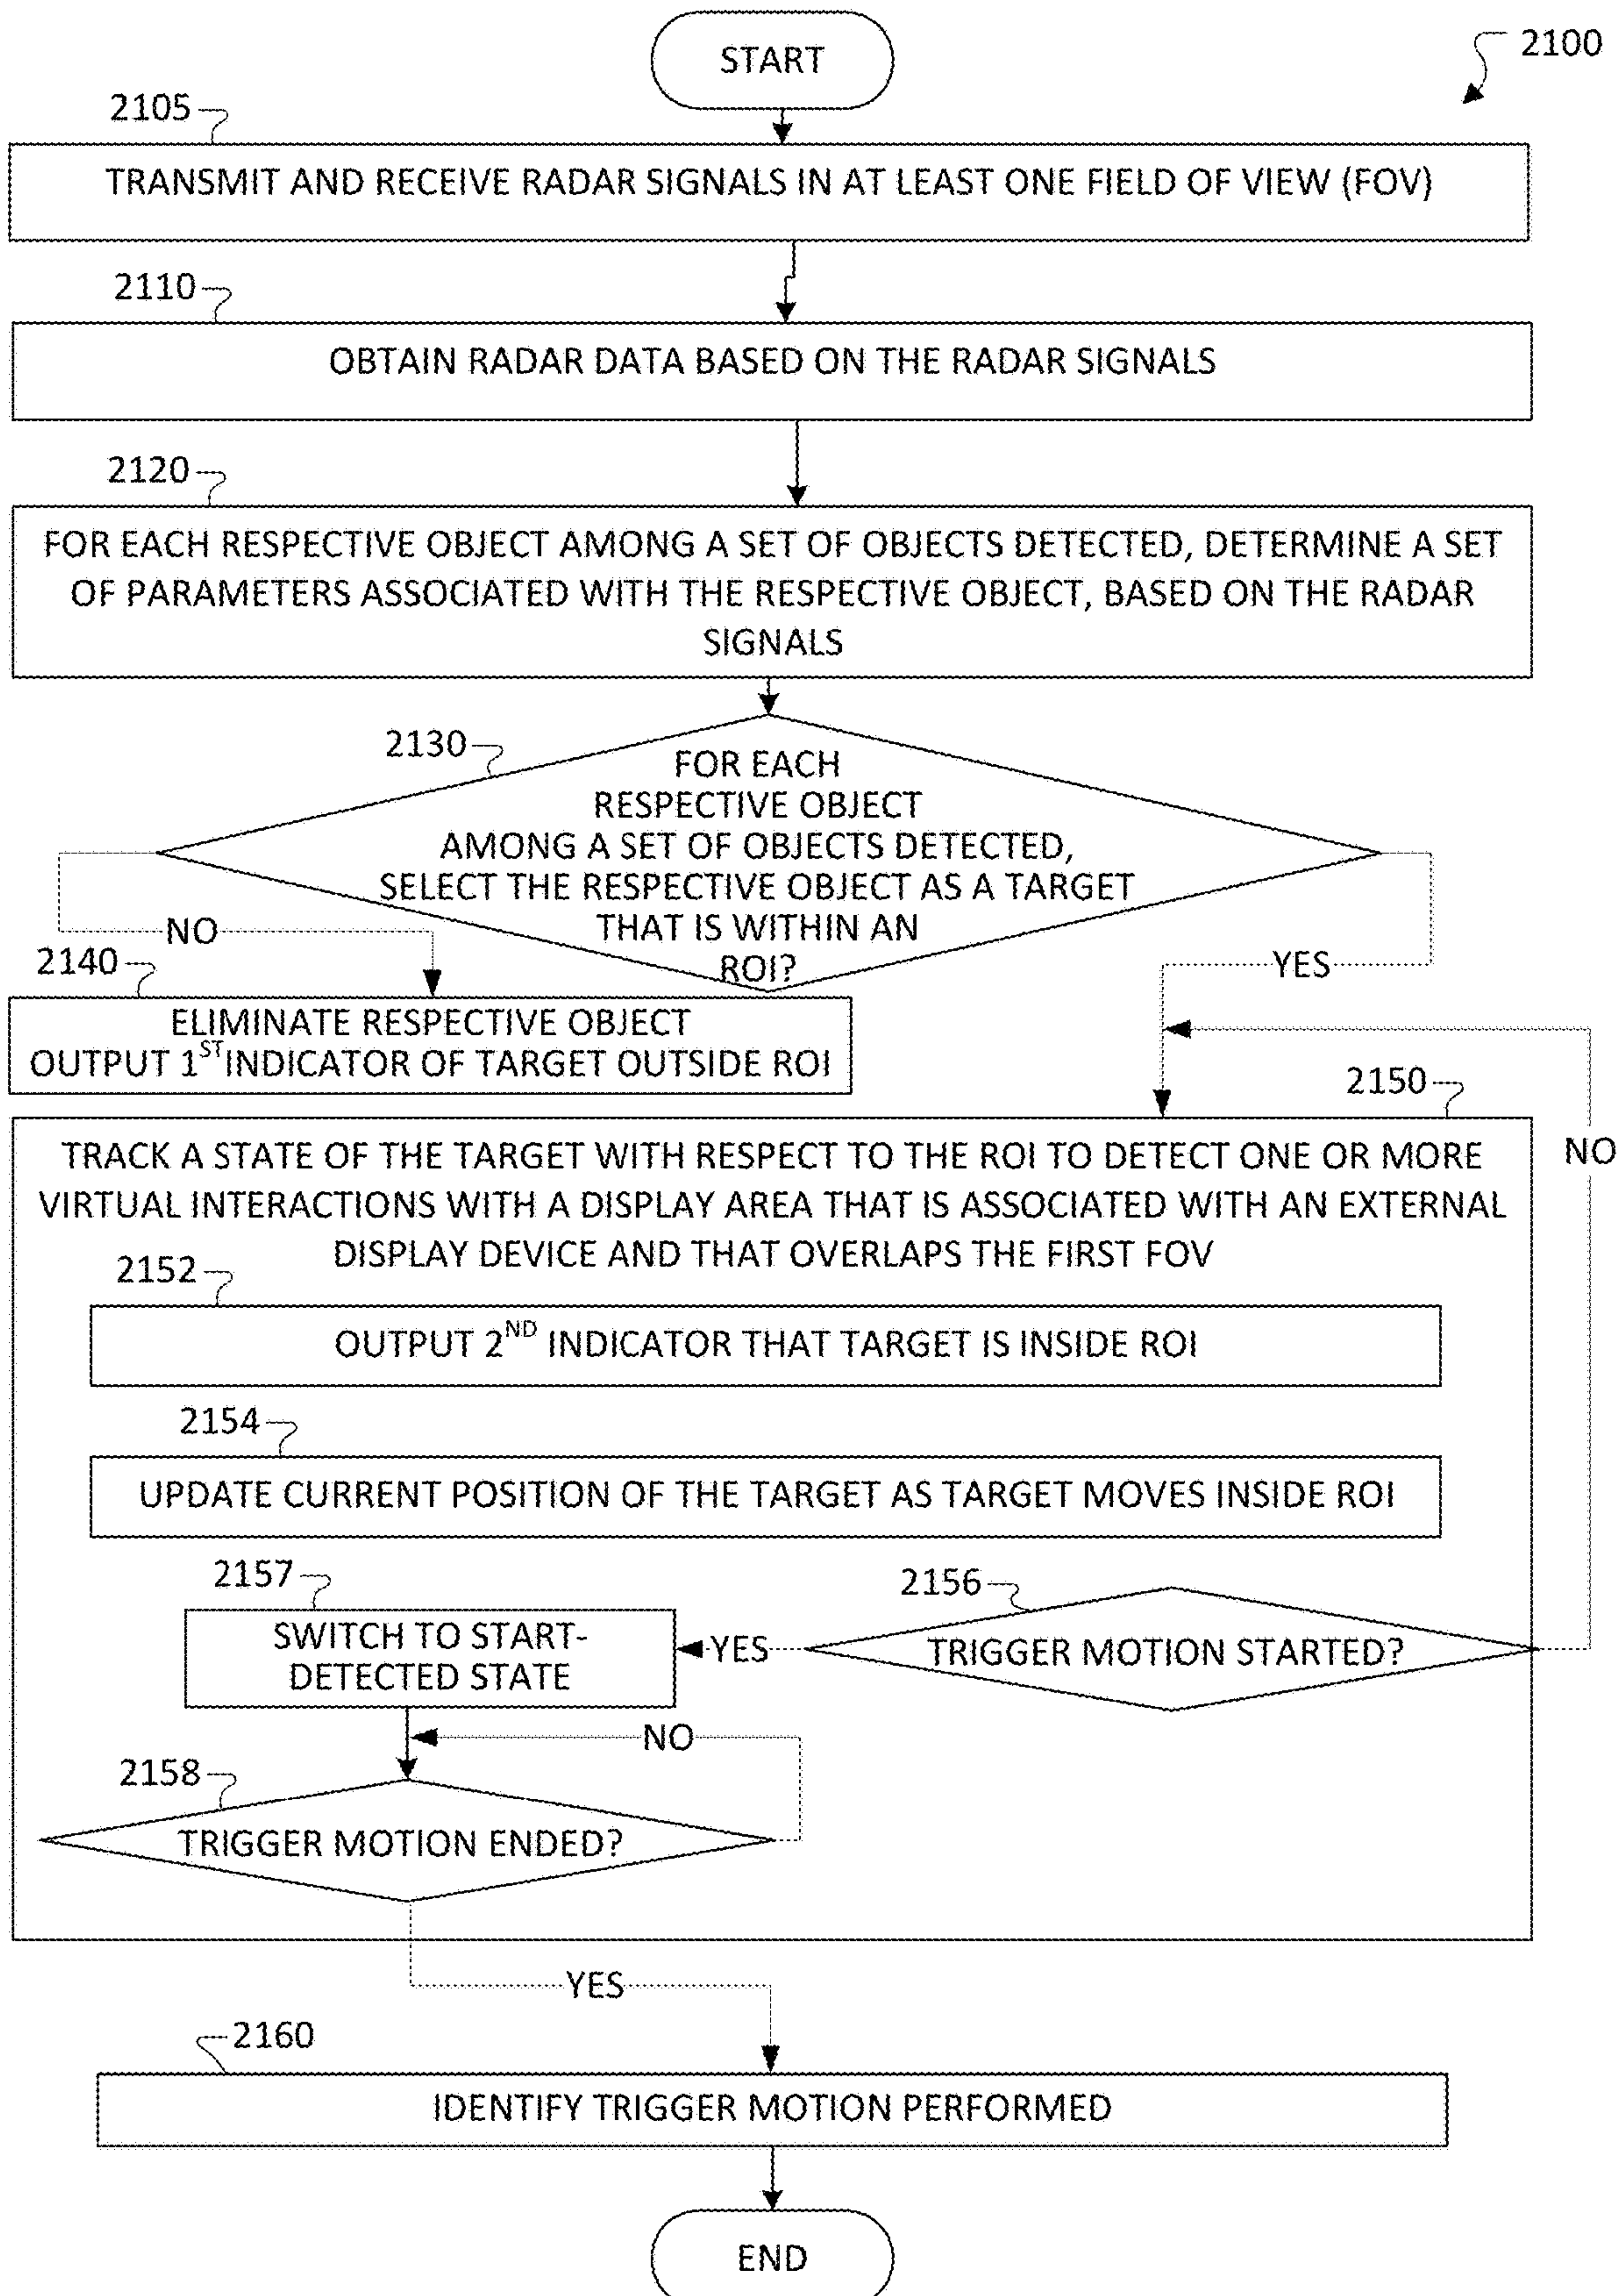 START
2100
2105
TRANSMIT AND RECEIVE RADAR SIGNALS IN AT LEAST ONE FIELD OF VIEW (FOV)
2110
OBTAIN RADAR DATA BASED ON THE RADAR SIGNALS
2120
FOR EACH RESPECTIVE OBJECT AMONG A SET OF OBJECTS DETECTED, DETERMINE A SET
OF PARAMETERS ASSOCIATED WITH THE RESPECTIVE OBJECT, BASED ON THE RADAR
SIGNALS
2130
FOR EACH
RESPECTIVE OBJECT
AMONG A SET OF OBJECTS DETECTED,
SELECT THE RESPECTIVE OBJECT AS A TARGET
THAT IS WITHIN AN
ROI?
NO
YES
2140
ELIMINATE RESPECTIVE OBJECT
OUTPUT 1ST INDICATOR OF TARGET OUTSIDE ROI
2150
NO
TRACK A STATE OF THE TARGET WITH RESPECT TO THE ROI TO DETECT ONE OR MORE
VIRTUAL INTERACTIONS WITH A DISPLAY AREA THAT IS ASSOCIATED WITH AN EXTERNAL
DISPLAY DEVICE AND THAT OVERLAPS THE FIRST FOV
2152
OUTPUT 2ND INDICATOR THAT TARGET IS INSIDE ROI
2154
UPDATE CURRENT POSITION OF THE TARGET AS TARGET MOVES INSIDE ROI
2156
TRIGGER MOTION STARTED?
YES
2157
SWITCH TO START-
DETECTED STATE
NO
2158
TRIGGER MOTION ENDED?
YES
2160
IDENTIFY TRIGGER MOTION PERFORMED
END